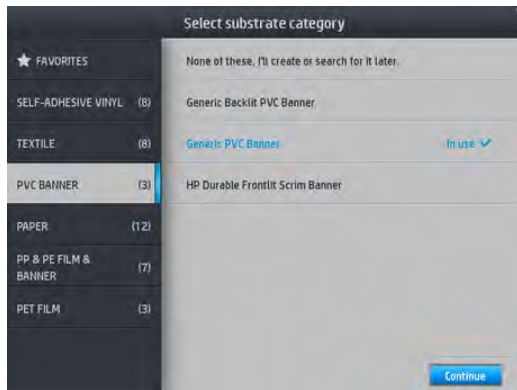 Select substrate category
FAVORITES
SELF-ADHESIVE VINYL (8)
TEXTILE (8)
PVC BANNER (3)
PAPER (12)
PP & PE FILM &
BANNER (7)
PET FILM (3)
None of these, I'll create or search for it later.
Generic Backlit PVC Banner
Generic PVC Banner In use
HP Durable Frontlit Scrim Banner
Continue